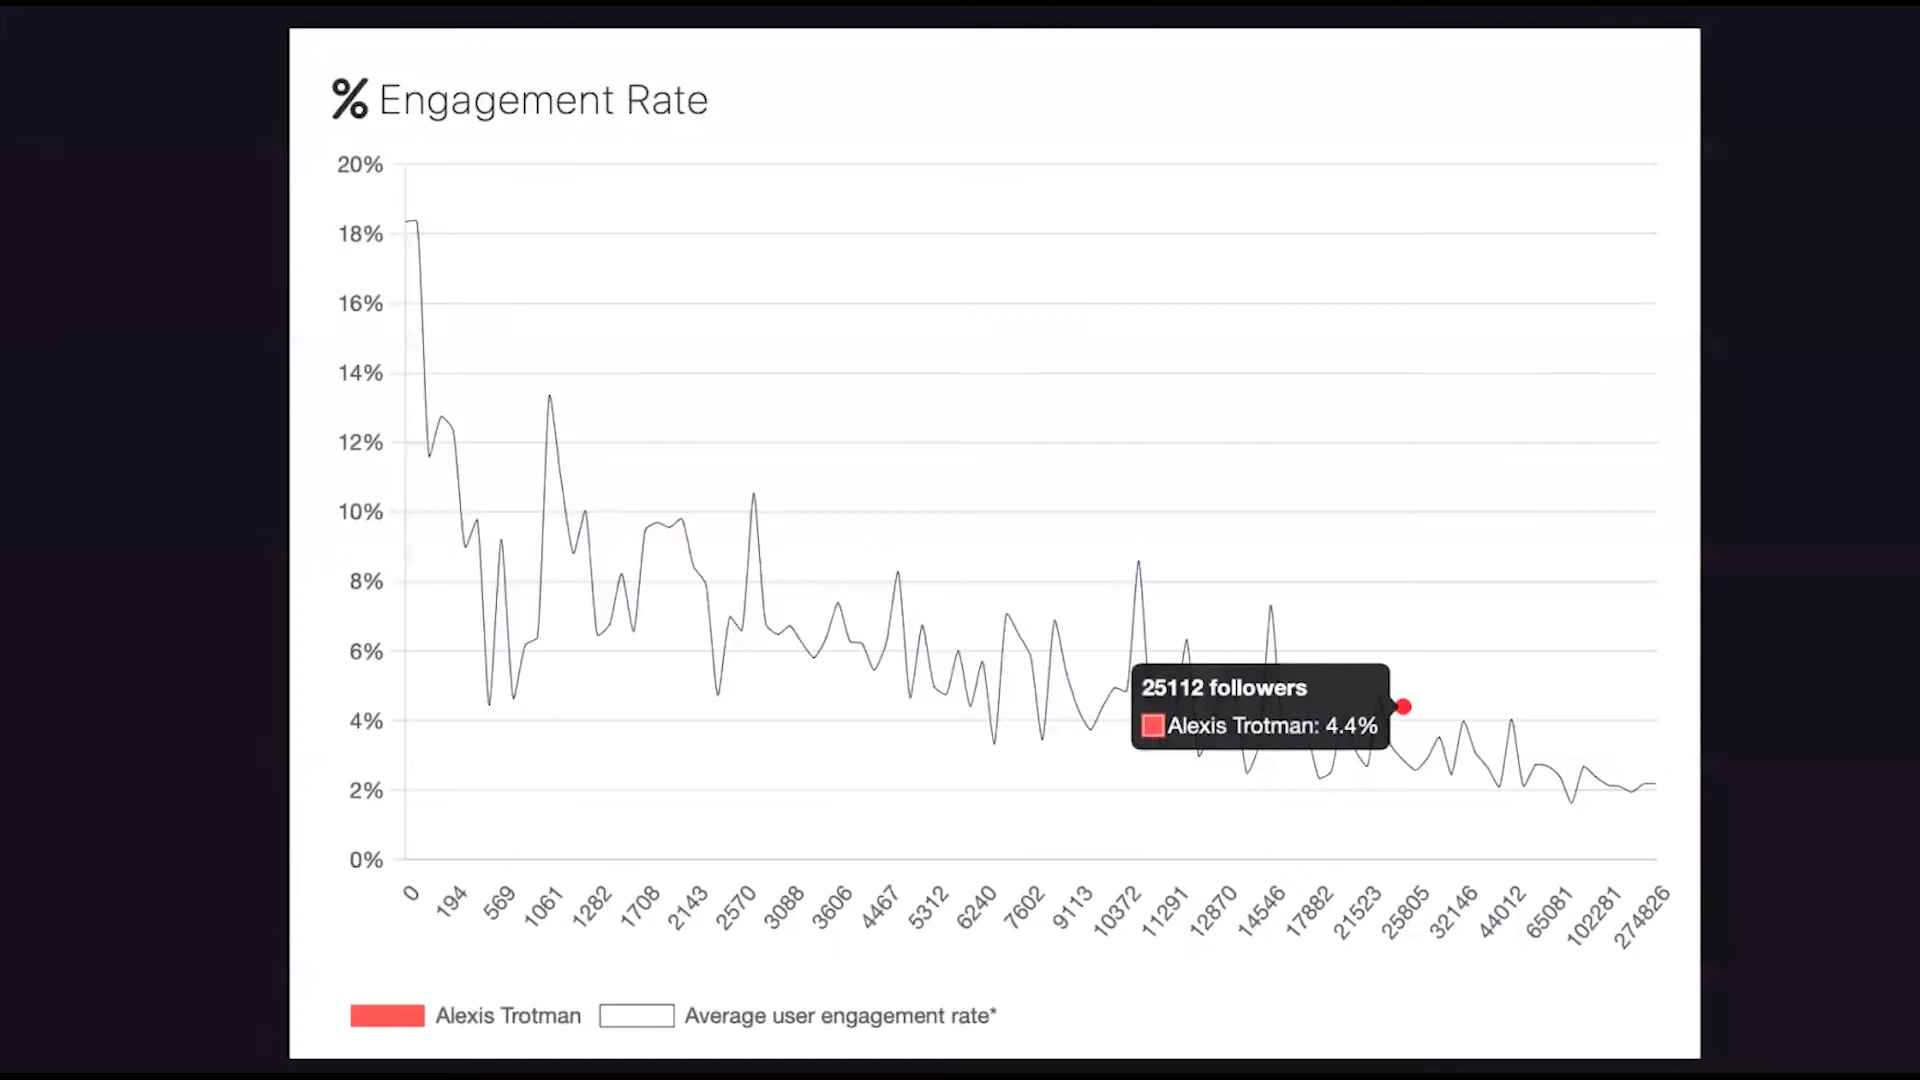 % Engagement Rate
20%
18%
16%
14%
12%
10%
8%
6%
4%
2%
0%
25112 followers
Alexis Trotman: 4.4%
0 194 569 1061 1282 1708 2143 2570 3088 3606 4467 5312 6240 7602 9113 10372 11291 12870 14546 17882 21523 25805 32146 44012 65081 102281 274826
Alexis Trotman Average user engagement rate*